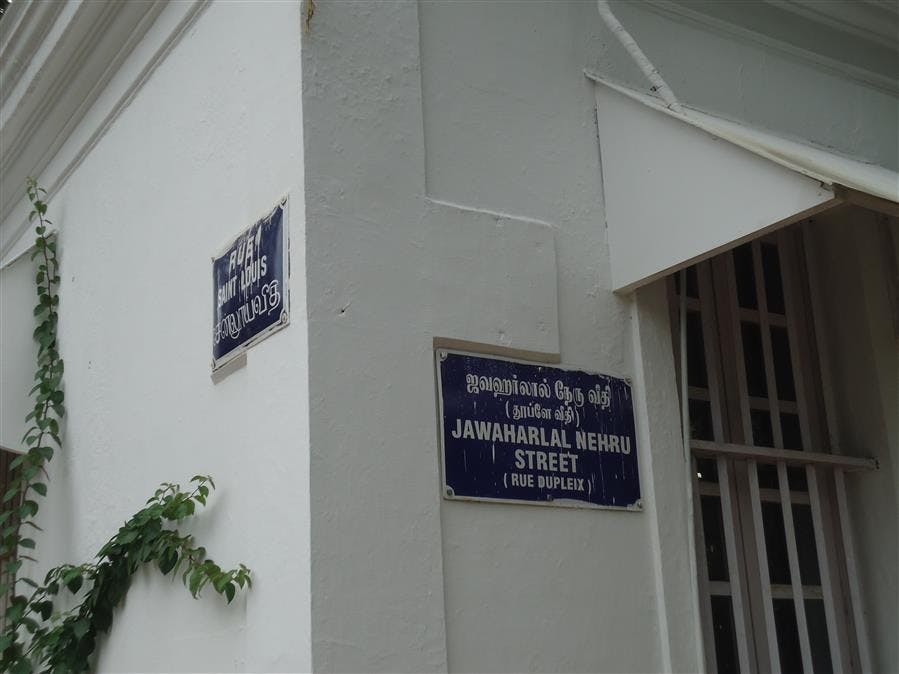 RUE
SAINT LOUIS
ஜவஹர்லால் நேரு வீதி
(தூப்ளே வீதி)
JAWAHARLAL NEHRU
STREET
(RUE DUPLEIX)